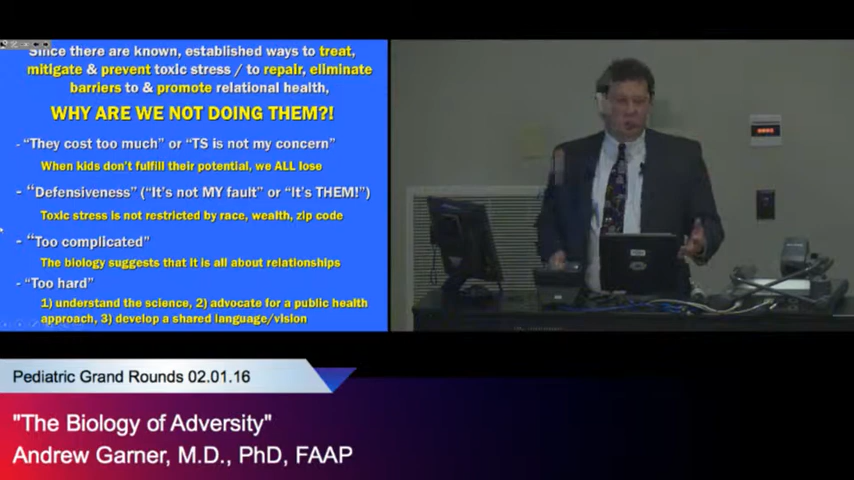 Since there are known, established ways to treat,
mitigate & prevent toxic stress / to repair, eliminate
barriers to & promote relational health,
WHY ARE WE NOT DOING THEM?!
- "They cost too much" or "TS is not my concern"
When kids don't fulfill their potential, we ALL lose
- "Defensiveness" ("It's not MY fault" or "It's THEM!")
Toxic stress is not restricted by race, wealth, zip code
- "Too complicated"
The biology suggests that it is all about relationships
- "Too hard"
1) understand the science, 2) advocate for a public health
approach, 3) develop a shared language/vision
Pediatric Grand Rounds 02.01.16
"The Biology of Adversity"
Andrew Garner, M.D., PhD, FAAP